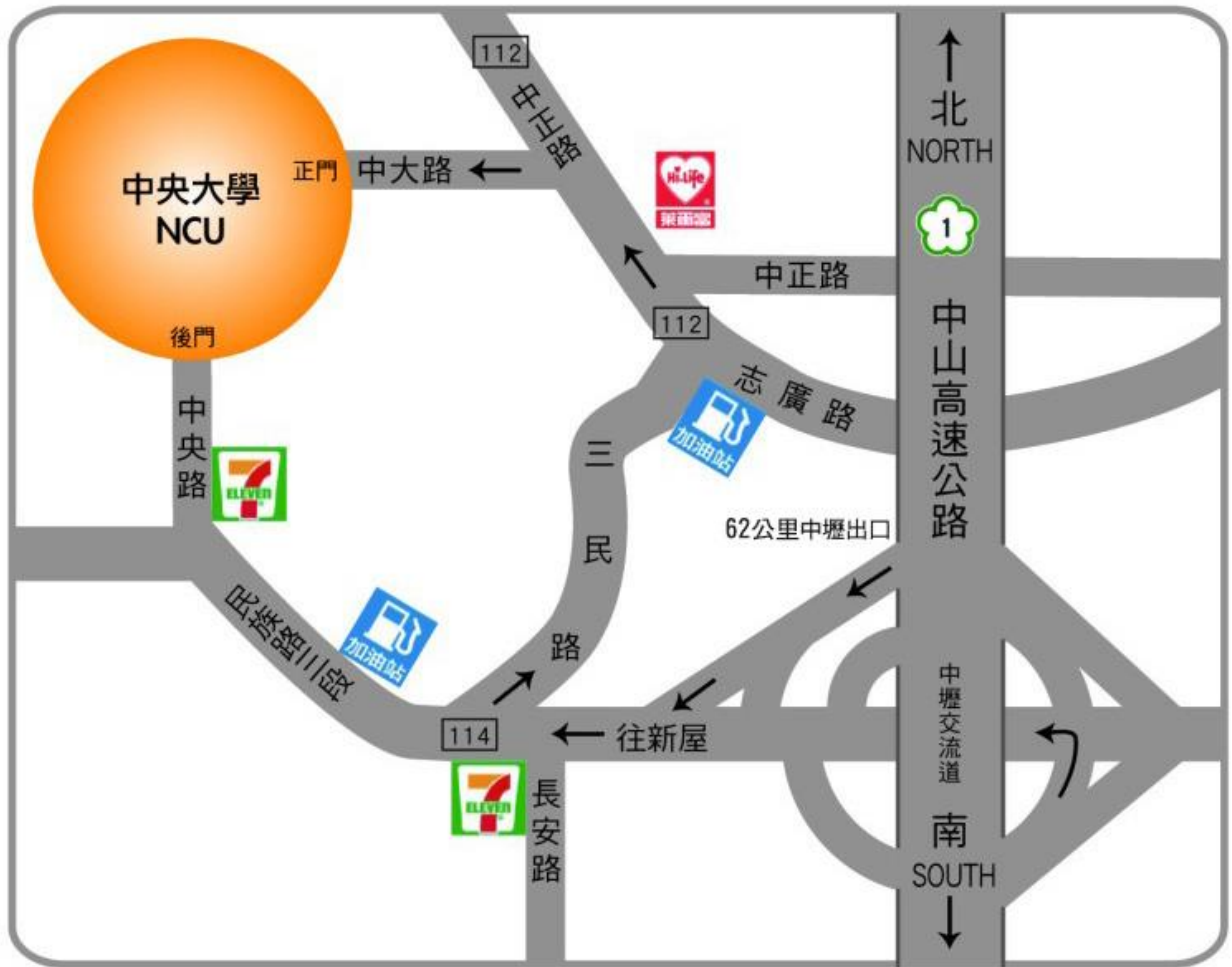 112
中正路
北
NORTH
正門
中大路
Hi-Life
萊爾富
中央大學
NCU
1
中正路
112
後門
中山高速公路
志廣路
加油站
中央路
三民路
7
ELEVEN
62公里中壢出口
民族路三段
加油站
中壢交流道
114
往新屋
7
ELEVEN
長安路
南
SOUTH